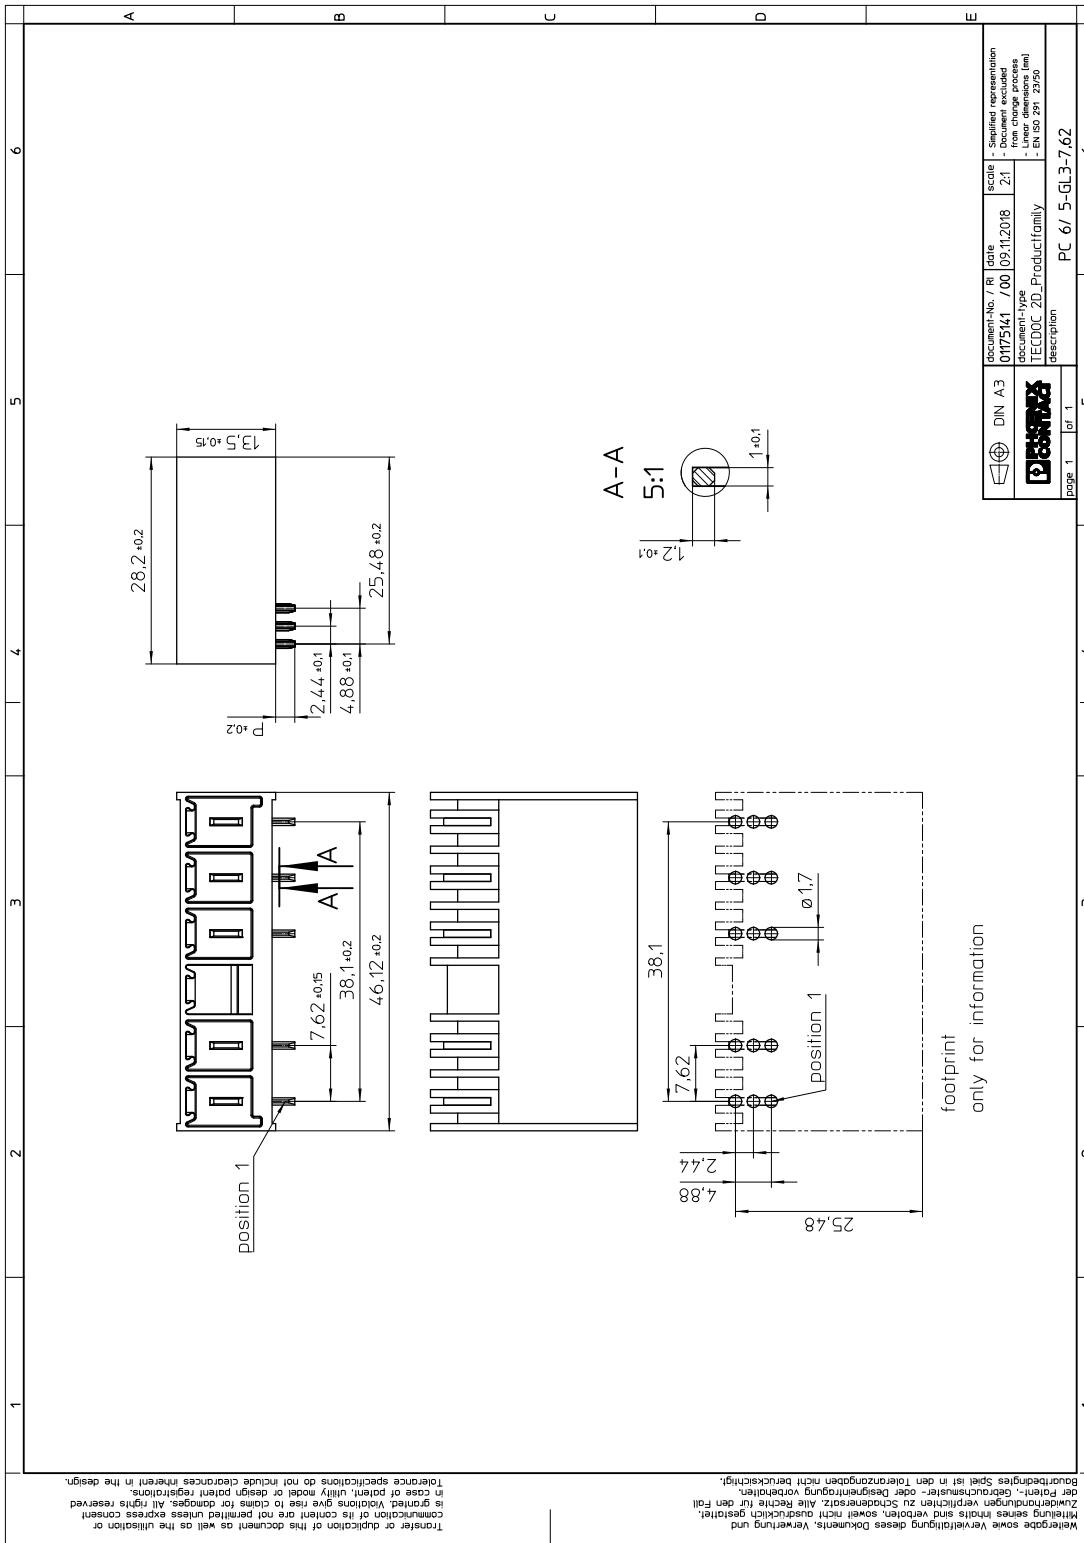 A
B
C
D
E
6
5
4
3
2
1
28,2 ±0,2
13,5 ±0,15
25,48 ±0,2
2,44 ±0,1
4,88 ±0,1
P ±0,2
A-A
5:1
1,2 ±0,1
1 ±0,1
A
A
7,62 ±0,15
38,1 ±0,2
46,12 ±0,2
position 1
38,1
7,62
ø 1,7
position 1
2,44
4,88
25,48
footprint
only for information
DIN A3
document-No. / RI
01175141 / 00
date
09.11.2018
scale
2:1
- Simplified representation
- Document excluded
from change process
- Linear dimensions [mm]
- EN ISO 291 23/50
PHOENIX
CONTACT
document-type
TECDOC 2D_Productfamily
description
PC 6/ 5-GL3-7,62
page 1
of 1
Weitergabe sowie Vervielfältigung dieses Dokuments, Verwertung und
Mitteilung seines Inhalts sind verboten, soweit nicht ausdrücklich gestattet.
Zuwiderhandlungen verpflichten zu Schadenersatz. Alle Rechte für den Fall
der Patent-, Gebrauchsmuster- oder Designeintragung vorbehalten.
Bauartbedingtes Spiel ist in den Toleranzangaben nicht berücksichtigt.
Transfer or duplication of this document as well as the utilisation or
communication of its content are not permitted unless express consent
is granted. Violations give rise to claims for damages. All rights reserved
in case of patent, utility model or design patent registrations.
Tolerance specifications do not include clearances inherent in the design.